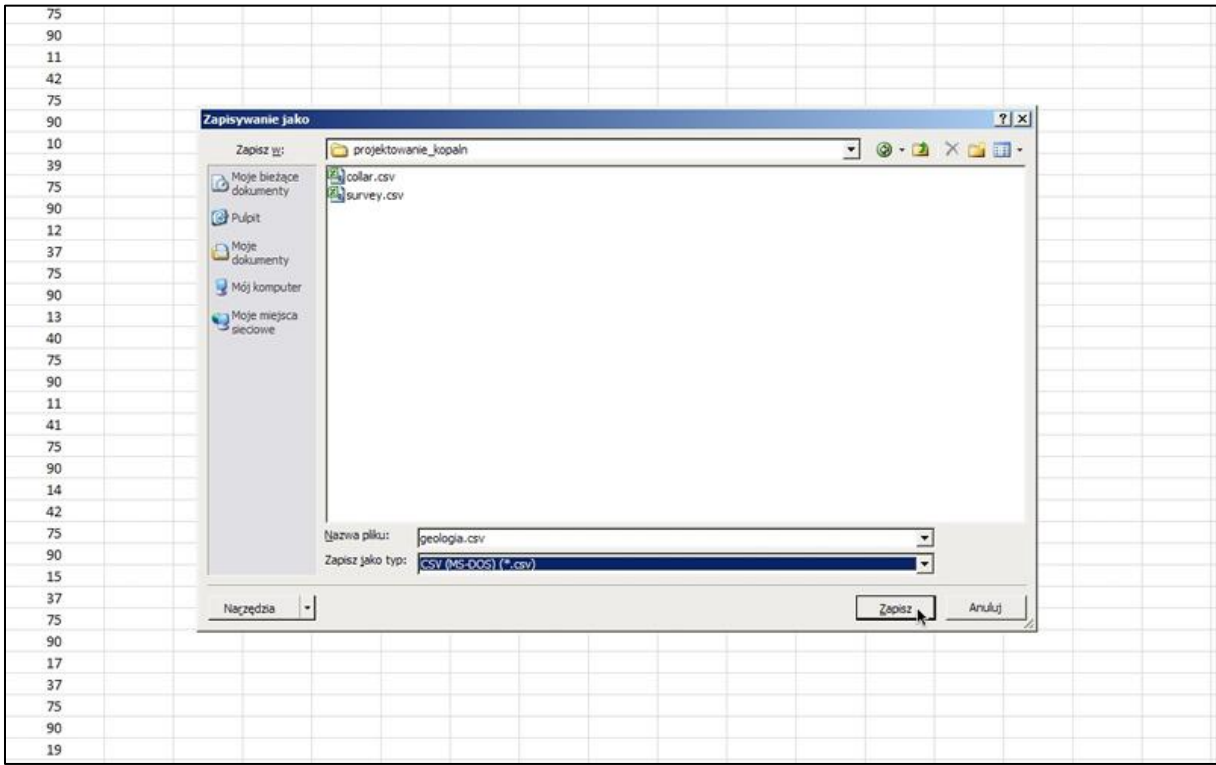 75
90
11
42
75
90
10
39
75
90
12
37
75
90
13
40
75
90
11
41
75
90
14
42
75
90
15
37
75
90
17
37
75
90
19
Zapisywanie jako
Zapisz w:
projektowanie_kopaln
Moje bieżące
dokumenty
Pulpit
Moje
dokumenty
Mój komputer
Moje miejsca
sieciowe
collar.csv
survey.csv
Nazwa pliku:
geologia.csv
Zapisz jako typ:
CSV (MS-DOS) (*.csv)
Narzędzia
Zapisz
Anuluj